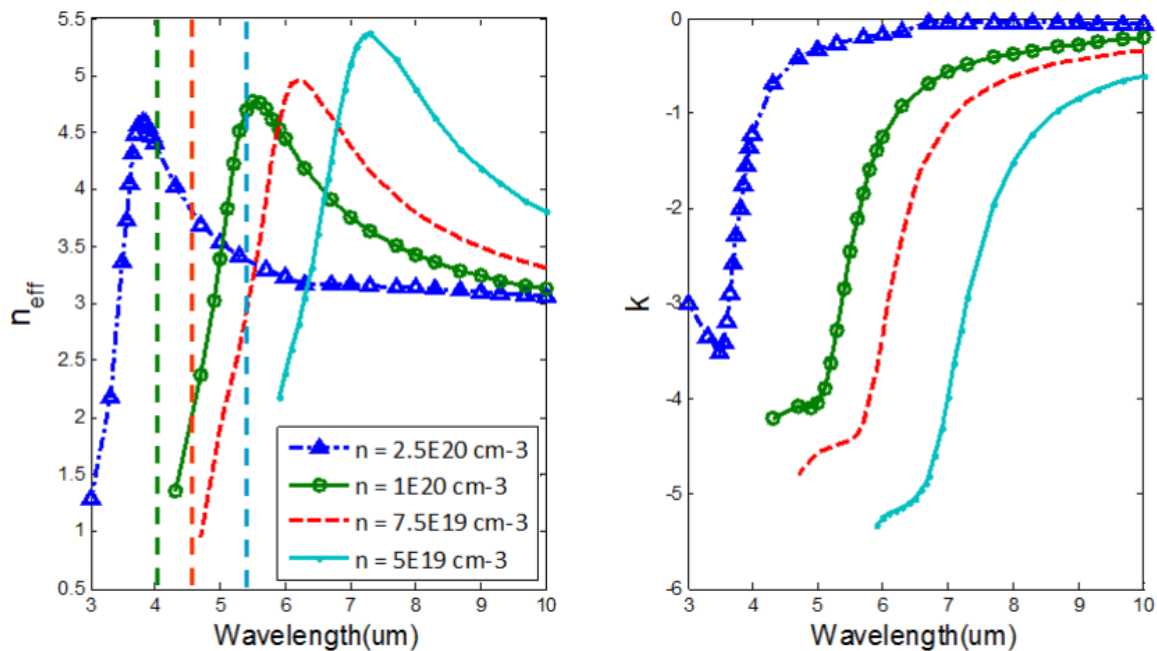 5.5
5
4.5
4
3.5
3
2.5
2
1.5
1
0.5
n_eff
3 4 5 6 7 8 9 10
Wavelength(um)
n = 2.5E20 cm-3
n = 1E20 cm-3
n = 7.5E19 cm-3
n = 5E19 cm-3
0
-1
-2
-3
-4
-5
-6
k
3 4 5 6 7 8 9 10
Wavelength(um)